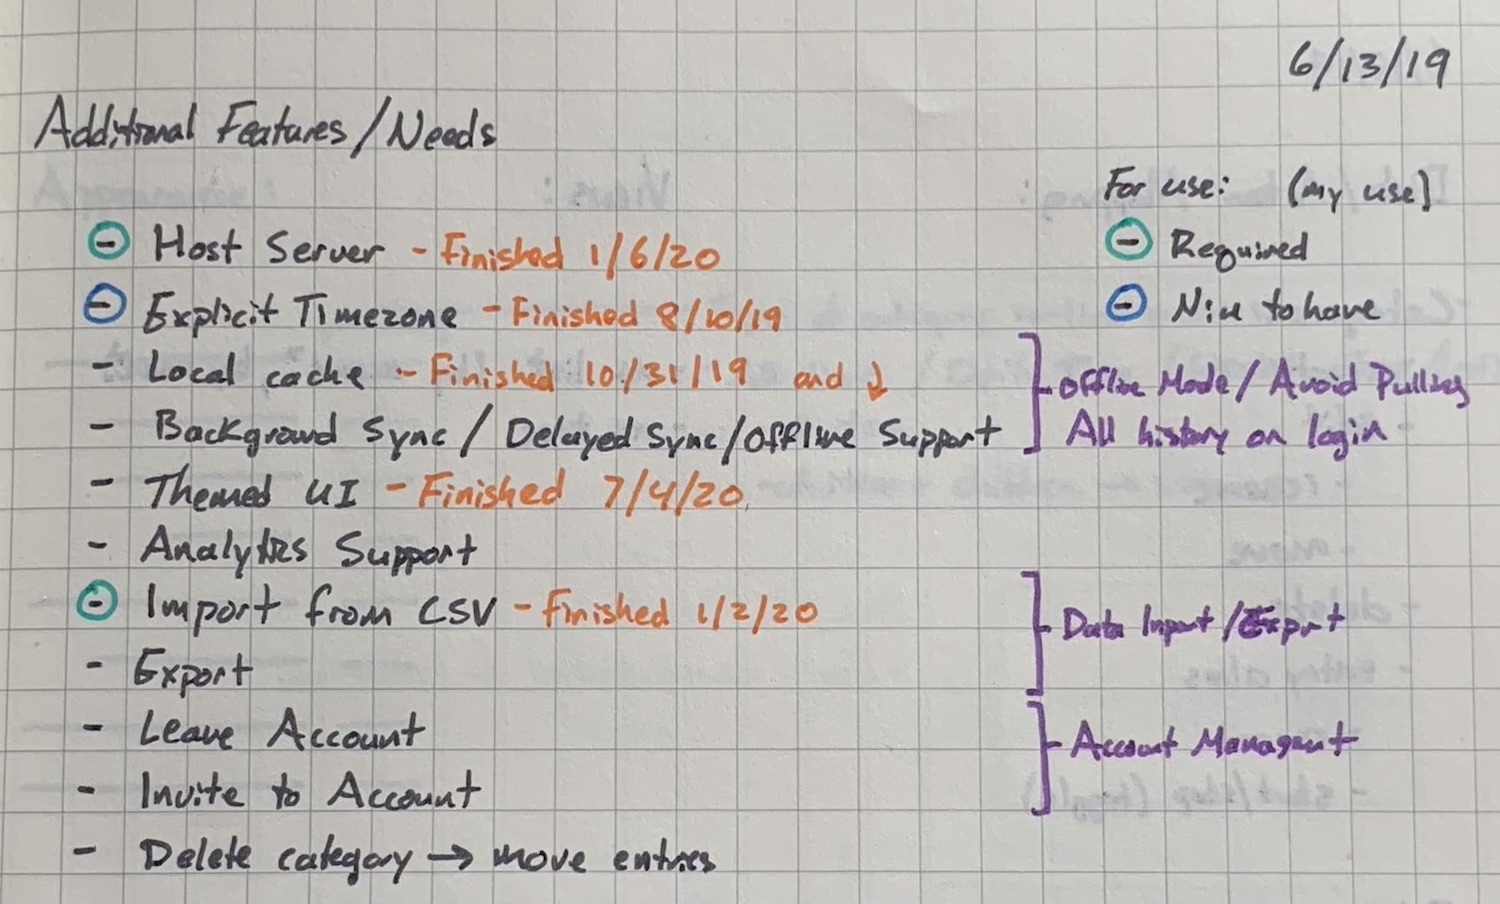 6/13/19
Additional Features/Needs
For use: (my use)
- Required
- Nice to have
- Host Server - Finished 1/6/20
- Explicit Timezone - Finished 8/10/19
- Local cache - Finished 10/31/19 and ↓
- Background Sync / Delayed Sync/Offline Support
Offline Mode / Avoid Pulling
All history on login
- Themed UI - Finished 7/4/20
- Analytics Support
- Import from CSV - Finished 1/2/20
- Export
Data Input/Export
- Leave Account
- Invite to Account
Account Management
- Delete category → move entries